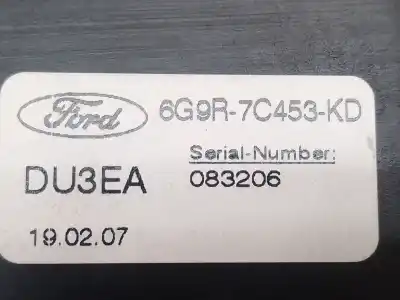 Ford 6G9R-7C453-KD
Serial-Number:
DU3EA 083206
19.02.07